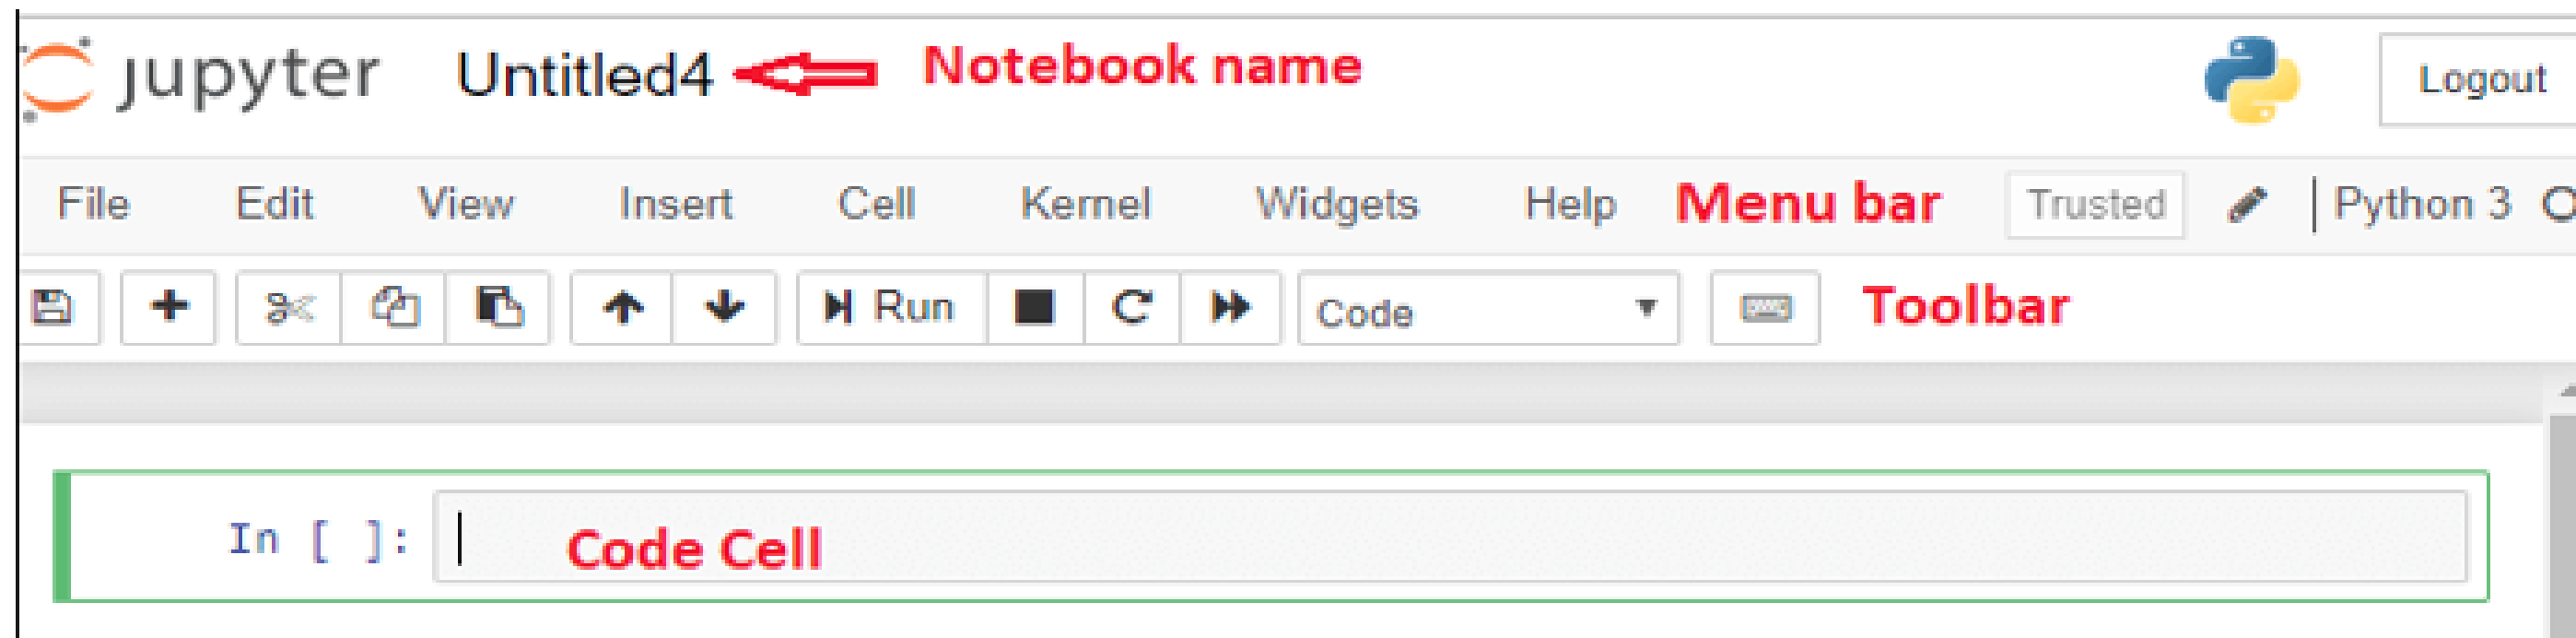 jupyter Untitled4 Notebook name Logout
File Edit View Insert Cell Kernel Widgets Help Menu bar Trusted Python 3
Run Code Toolbar
In [ ]: Code Cell